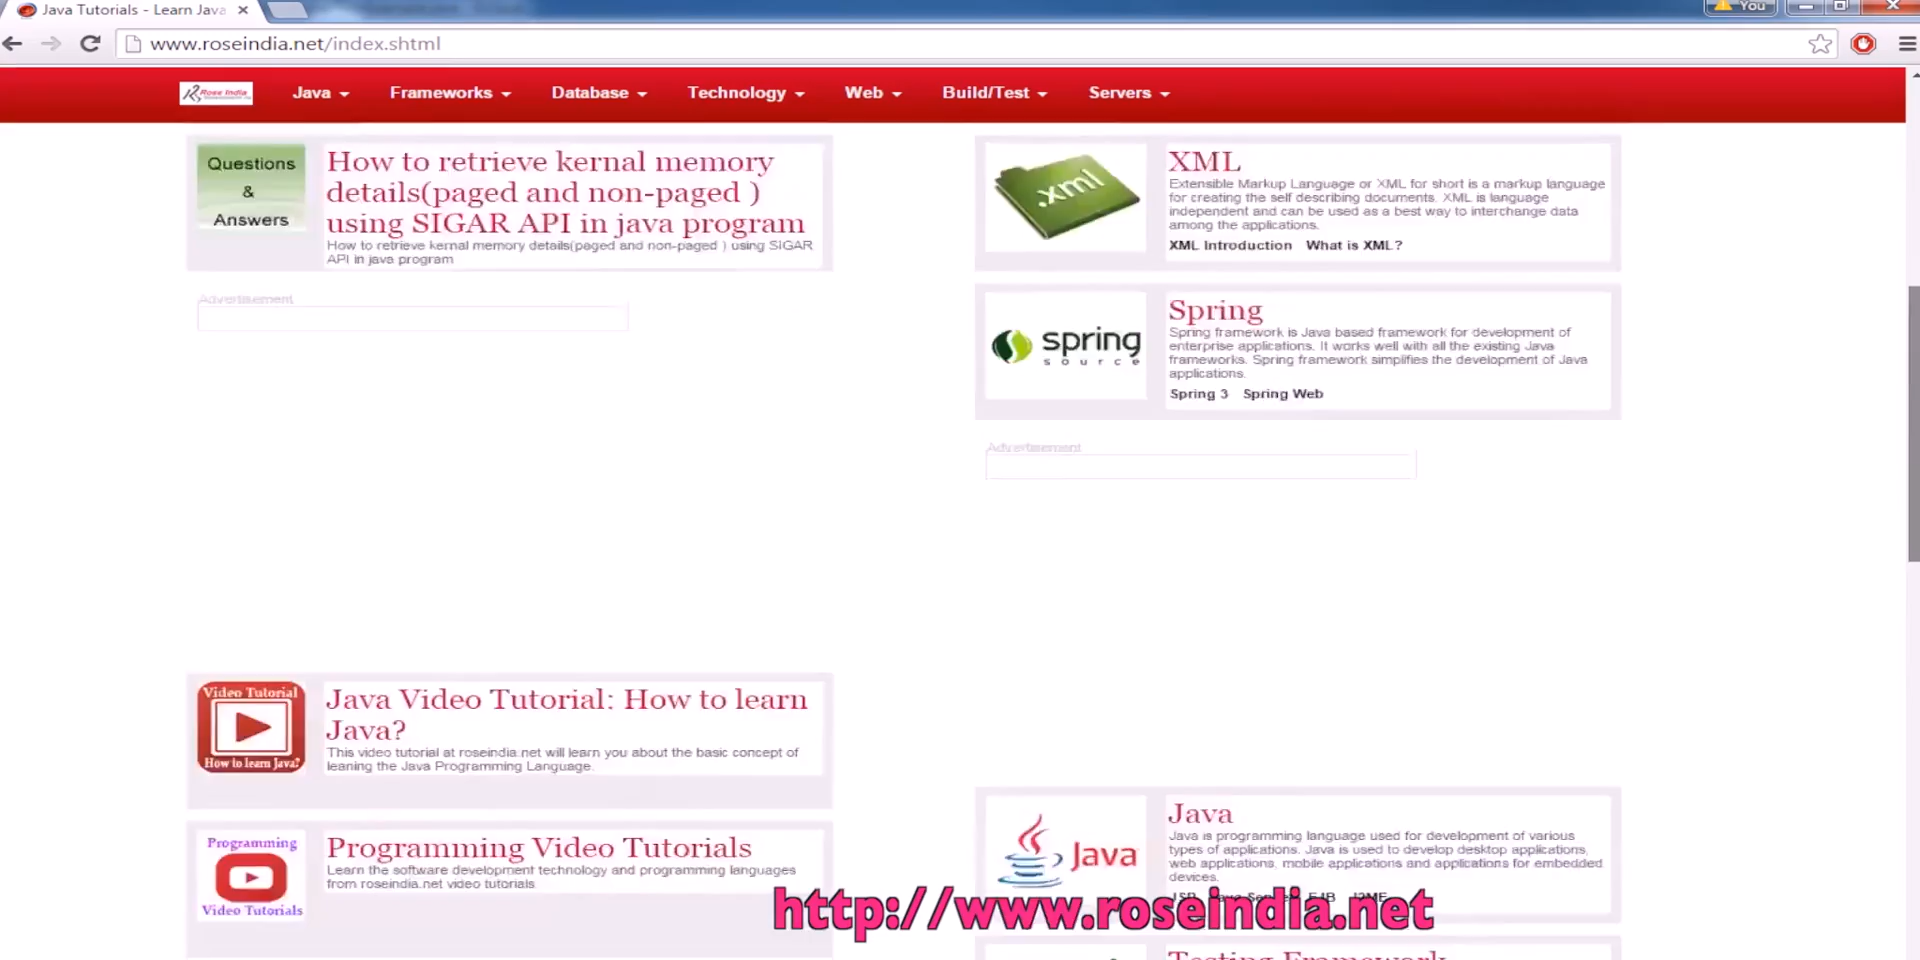 Java Tutorials - Learn Java
You
www.roseindia.net/index.shtml
Rose India
Java
Frameworks
Database
Technology
Web
Build/Test
Servers
Questions
&
Answers
How to retrieve kernal memory
details(paged and non-paged )
using SIGAR API in java program
How to retrieve kernal memory details(paged and non-paged ) using SIGAR
API in java program
Advertisement
Video Tutorial
How to learn Java?
Java Video Tutorial: How to learn
Java?
This video tutorial at roseindia.net will learn you about the basic concept of
leaning the Java Programming Language.
Programming
Video Tutorials
Programming Video Tutorials
Learn the software development technology and programming languages
from roseindia.net video tutorials
.xml
XML
Extensible Markup Language or XML for short is a markup language
for creating the self describing documents. XML is language
independent and can be used as a best way to interchange data
among the applications.
XML Introduction What is XML?
spring
source
Spring
Spring framework is Java based framework for development of
enterprise applications. It works well with all the existing Java
frameworks. Spring framework simplifies the development of Java
applications.
Spring 3 Spring Web
Advertisement
Java
Java
Java is programming language used for development of various
types of applications. Java is used to develop desktop applications,
web applications, mobile applications and applications for embedded
devices.
JSP EJB J2ME
http://www.roseindia.net
Testing Framework